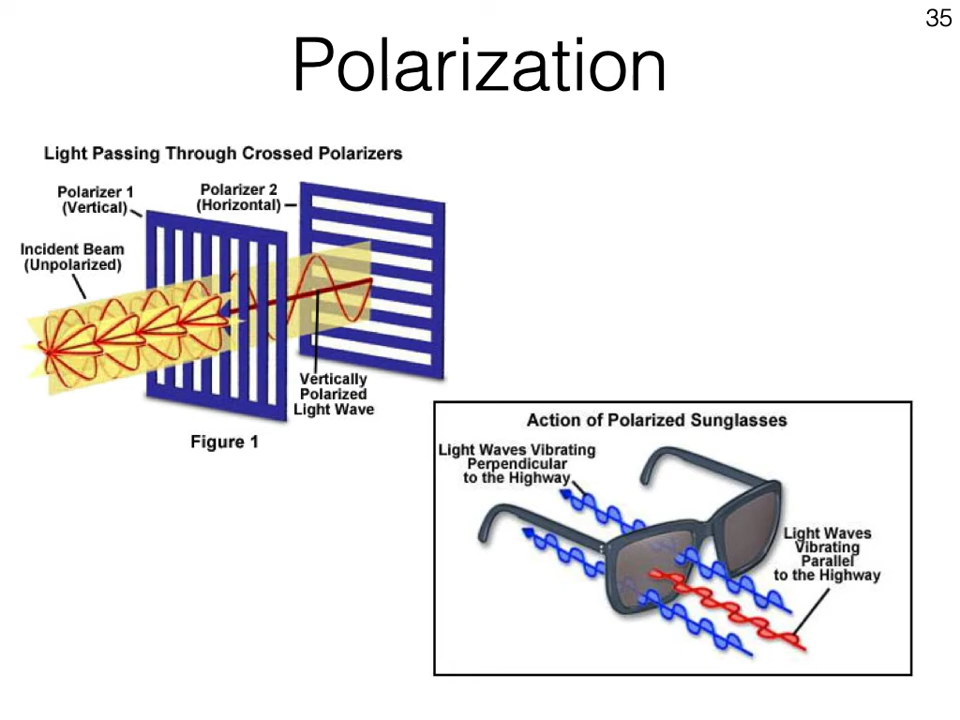 35
Polarization
Light Passing Through Crossed Polarizers
Polarizer 1
(Vertical)
Polarizer 2
(Horizontal)
Incident Beam
(Unpolarized)
Vertically
Polarized
Light Wave
Figure 1
Action of Polarized Sunglasses
Light Waves Vibrating
Perpendicular
to the Highway
Light Waves
Vibrating
Parallel
to the Highway